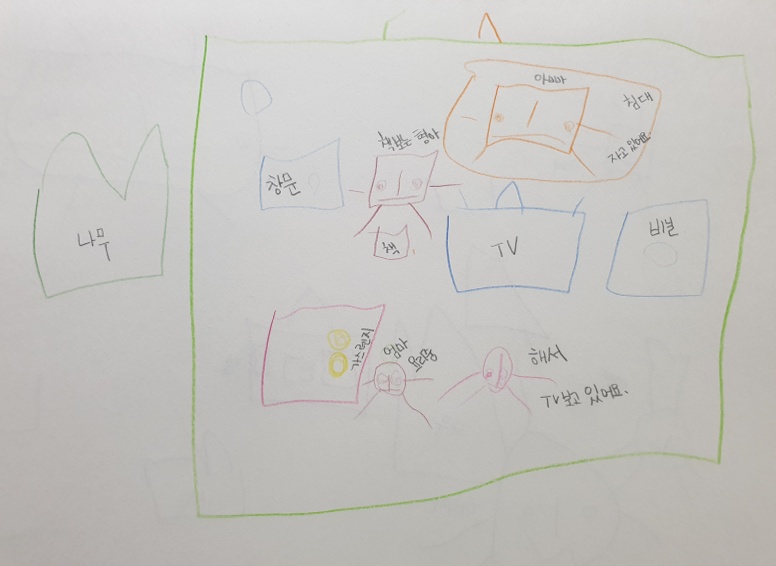 아빠
침대
자고 있어요.
책보는 형아
창문
책
TV
나무
가스렌지
엄마
요리중
해서
TV보고 있어요.